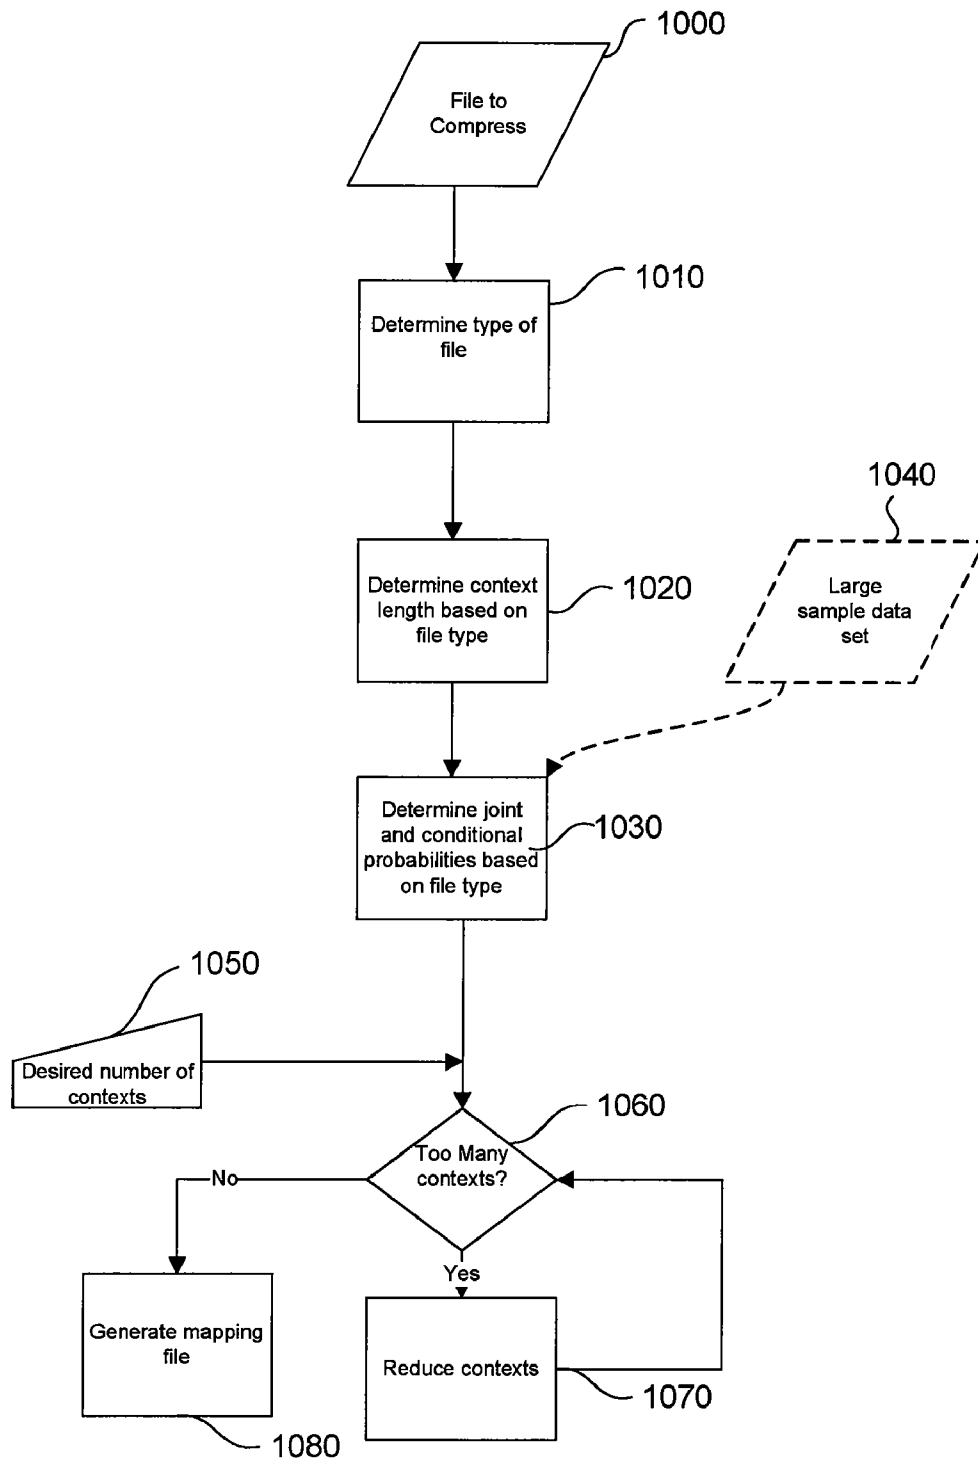 1000
File to
Compress
1010
Determine type of
file
1040
Large
sample data
set
1020
Determine context
length based on
file type
1030
Determine joint
and conditional
probabilities based
on file type
1050
Desired number of
contexts
1060
Too Many
contexts?
No
Yes
Generate mapping
file
Reduce contexts
1070
1080